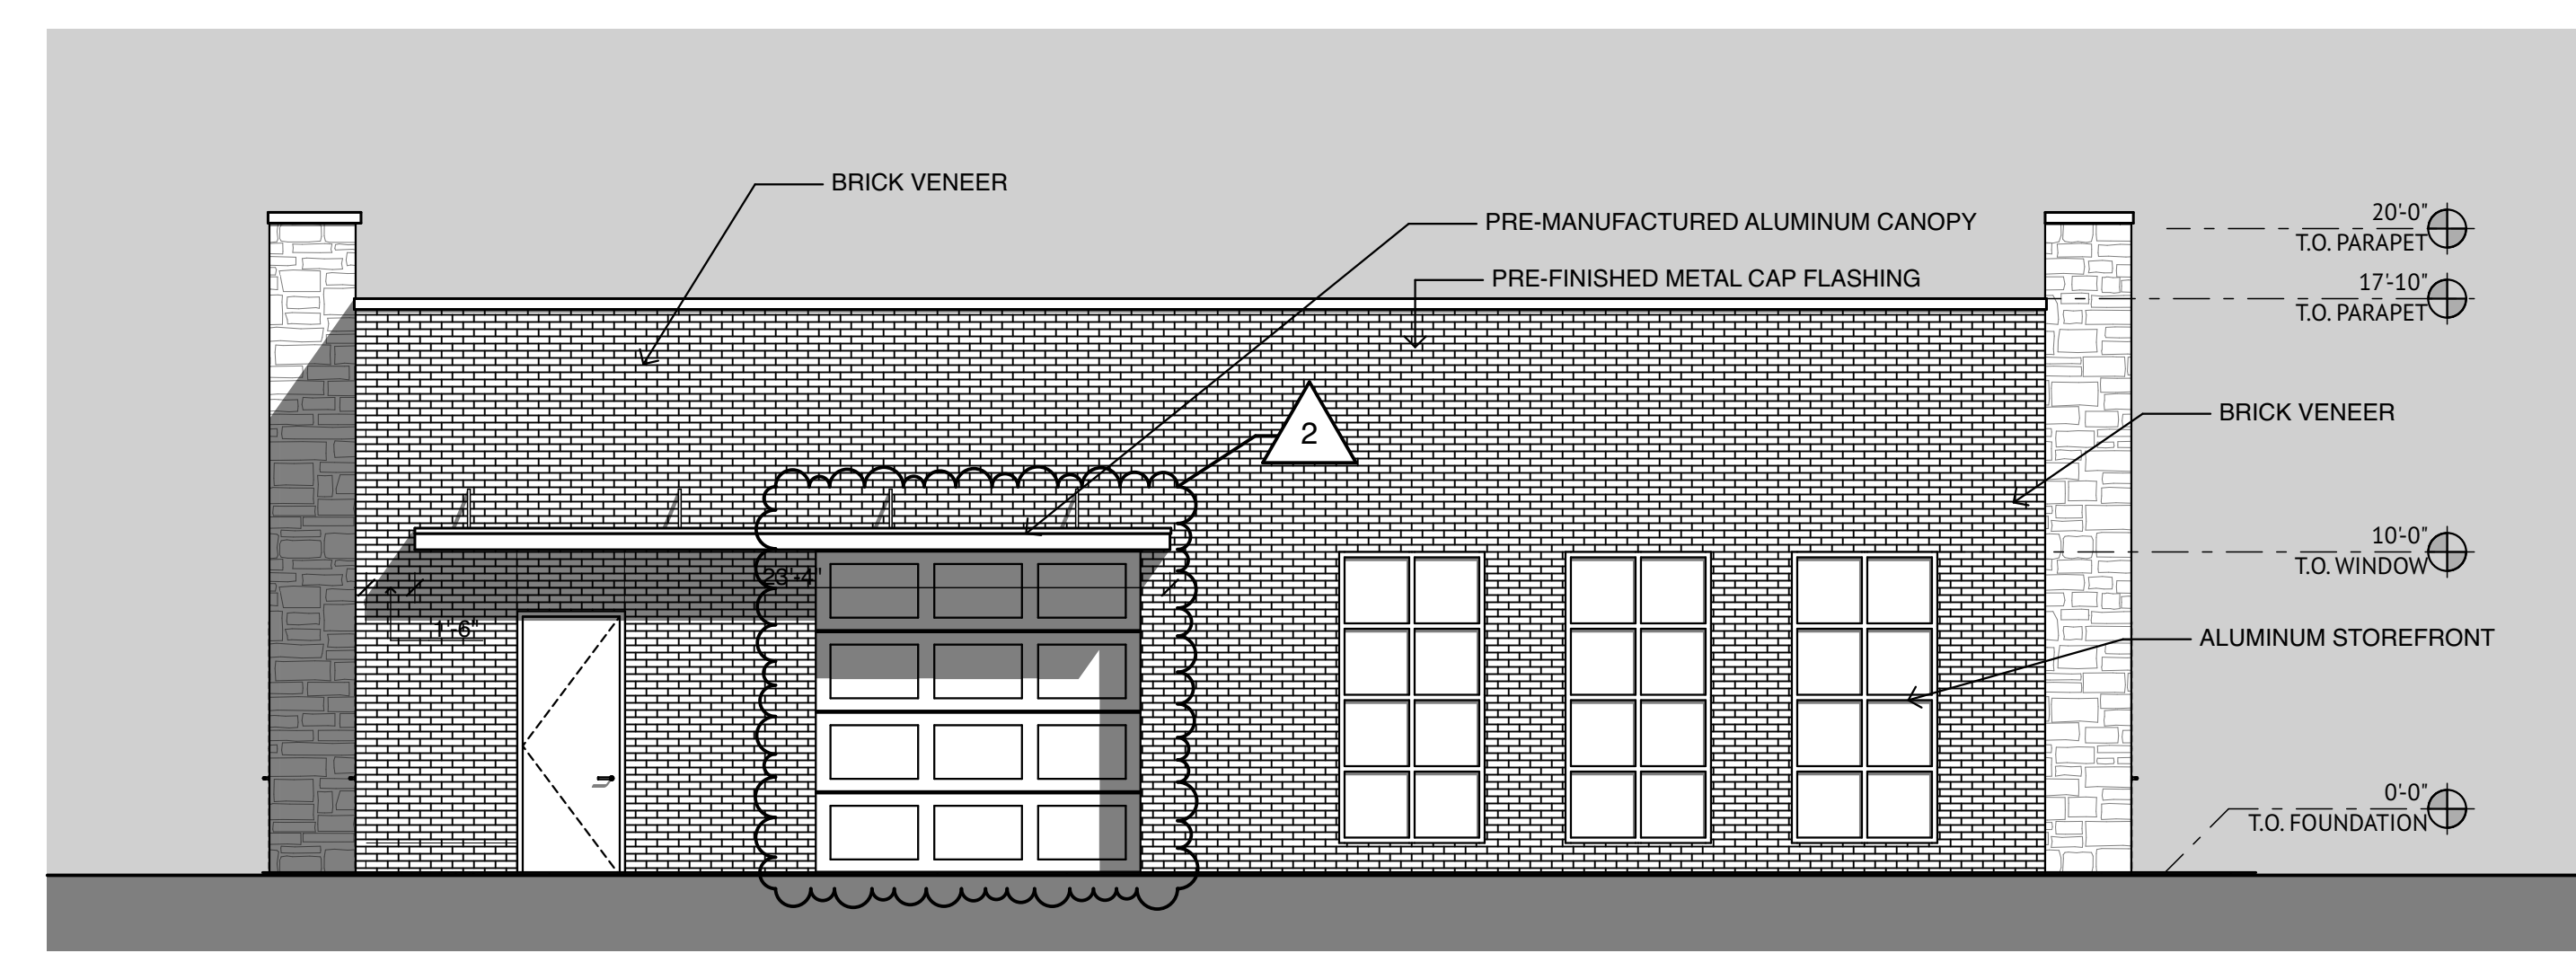 BRICK VENEER
PRE-MANUFACTURED ALUMINUM CANOPY
PRE-FINISHED METAL CAP FLASHING
20'-0"
T.O. PARAPET
17'-10"
T.O. PARAPET
BRICK VENEER
2
10'-0"
T.O. WINDOW
23'-4"
1'-6"
ALUMINUM STOREFRONT
0'-0"
T.O. FOUNDATION